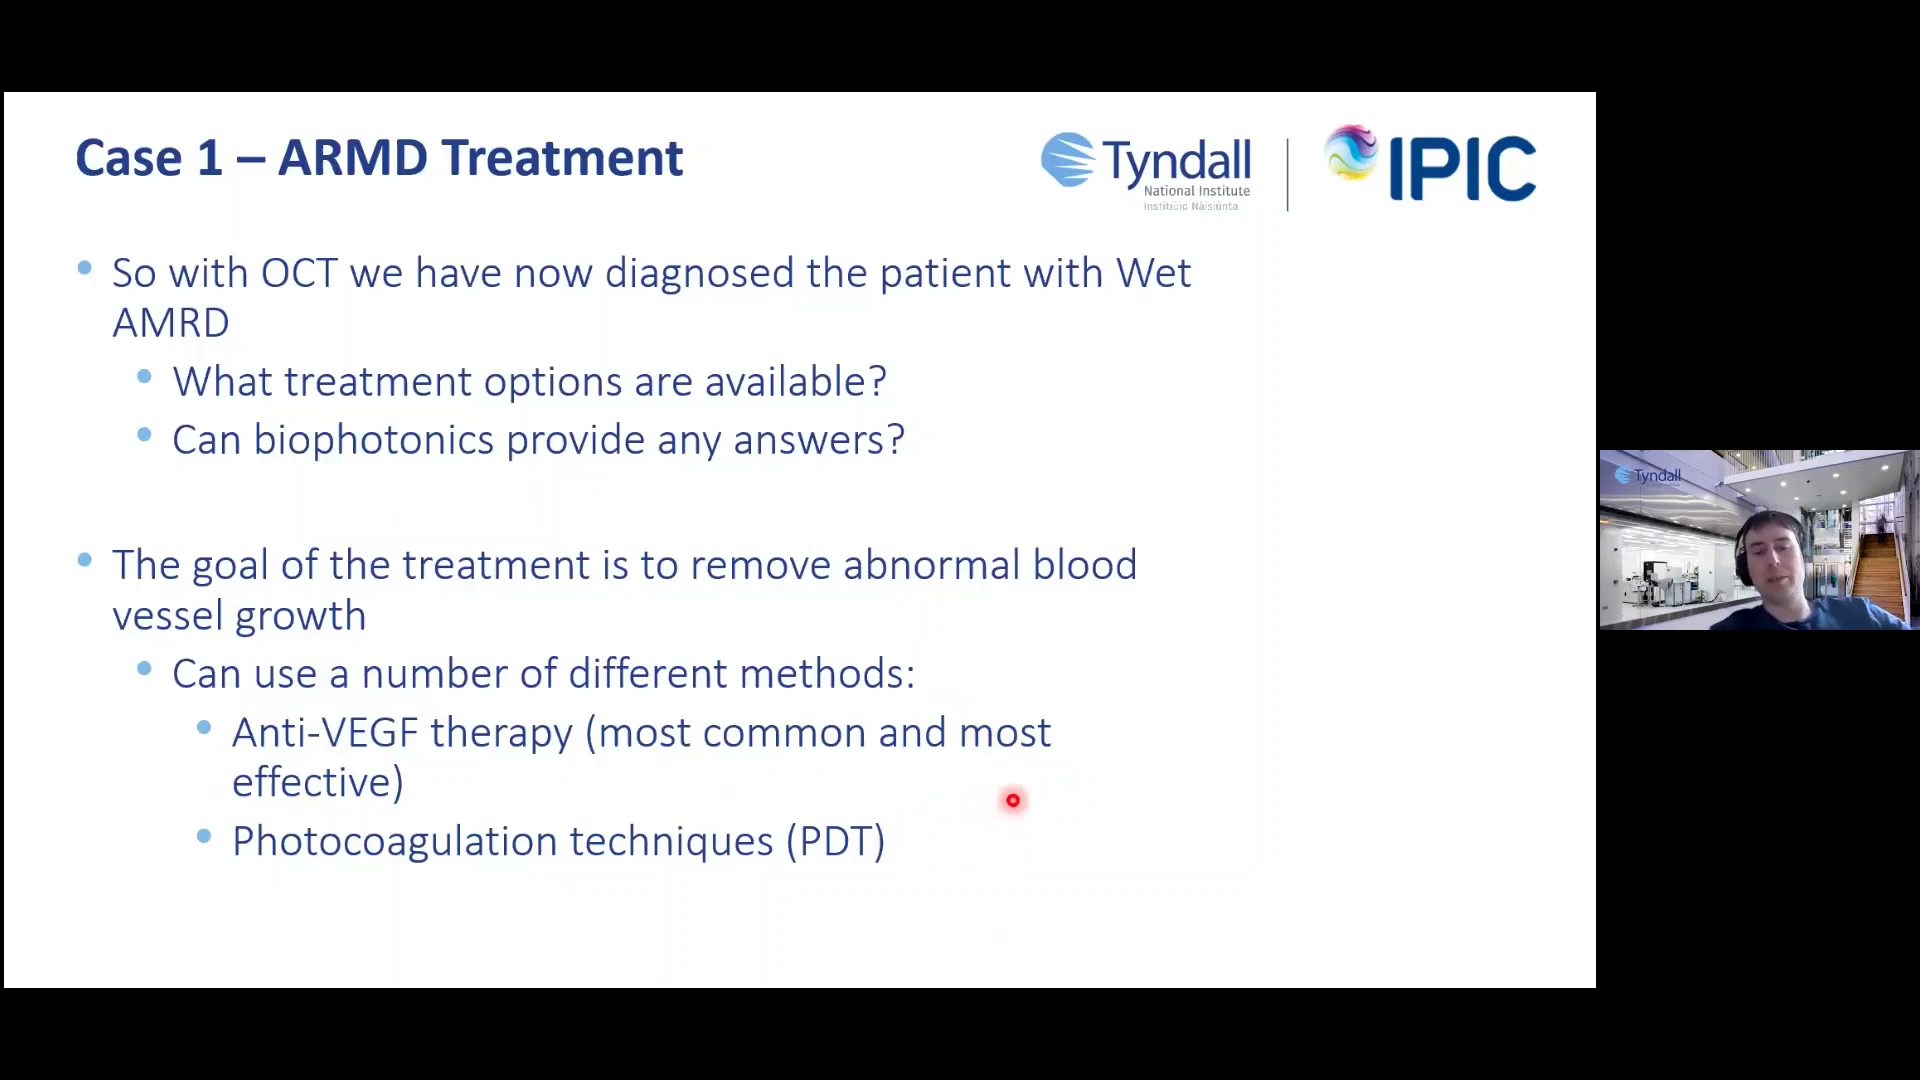 Case 1 – ARMD Treatment
Tyndall
National Institute
Institiúid Náisiúnta
IPIC
So with OCT we have now diagnosed the patient with Wet
AMRD
What treatment options are available?
Can biophotonics provide any answers?
The goal of the treatment is to remove abnormal blood
vessel growth
Can use a number of different methods:
Anti-VEGF therapy (most common and most
effective)
Photocoagulation techniques (PDT)
Tyndall